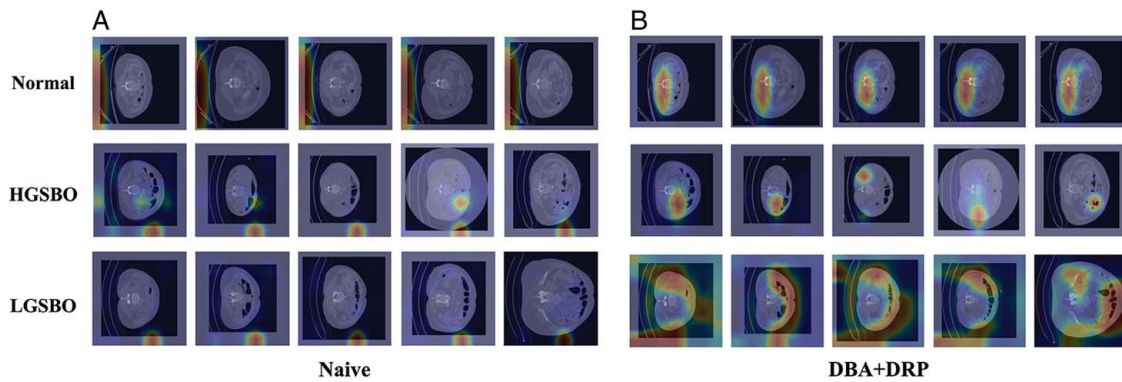 A
B
Normal
HGSBO
LGSBO
Naive
DBA+DRP